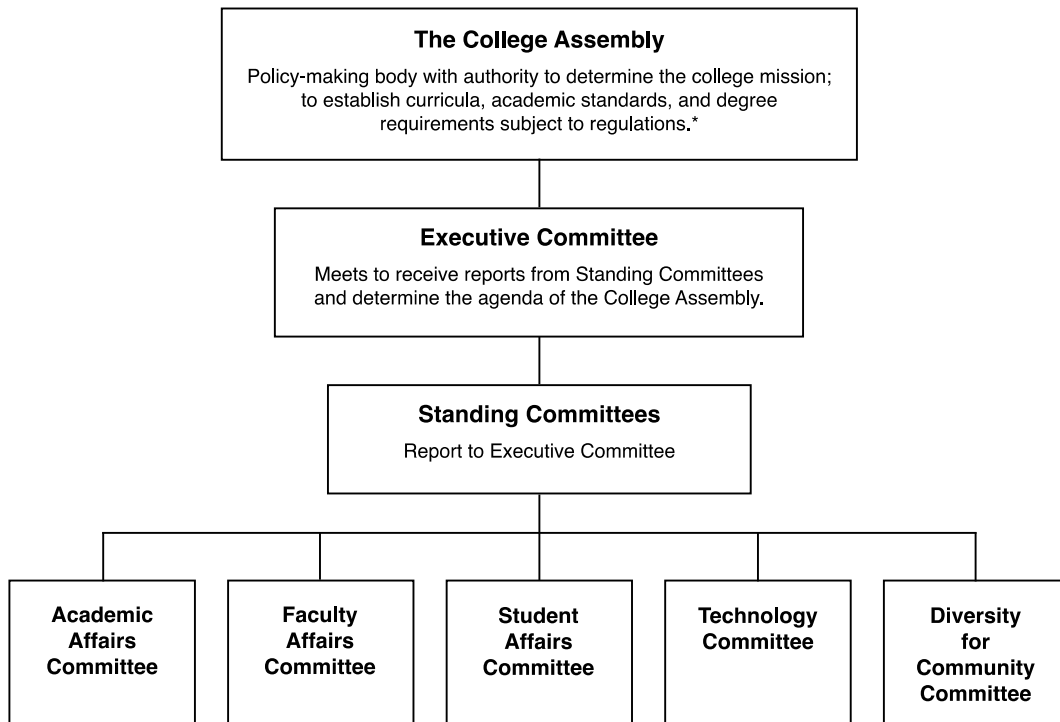 The College Assembly
Policy-making body with authority to determine the college mission;
to establish curricula, academic standards, and degree
requirements subject to regulations.*
Executive Committee
Meets to receive reports from Standing Committees
and determine the agenda of the College Assembly.
Standing Committees
Report to Executive Committee
Academic
Affairs
Committee
Faculty
Affairs
Committee
Student
Affairs
Committee
Technology
Committee
Diversity
for
Community
Committee